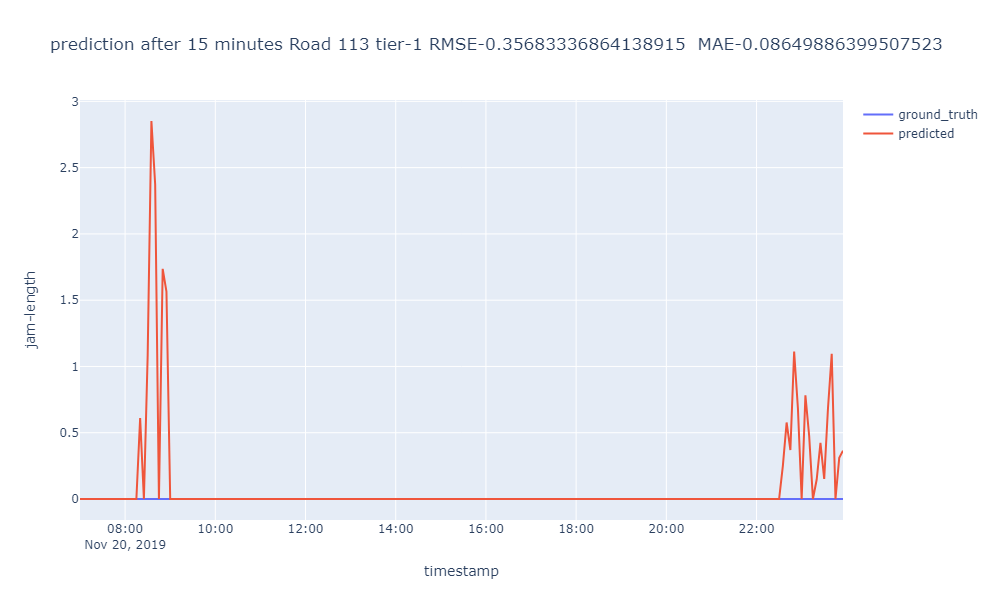 prediction after 15 minutes Road 113 tier-1 RMSE-0.35683336864138915  MAE-0.08649886399507523
ground_truth
predicted
3
2.5
2
1.5
1
0.5
0
jam-length
08:00
10:00
12:00
14:00
16:00
18:00
20:00
22:00
Nov 20, 2019
timestamp